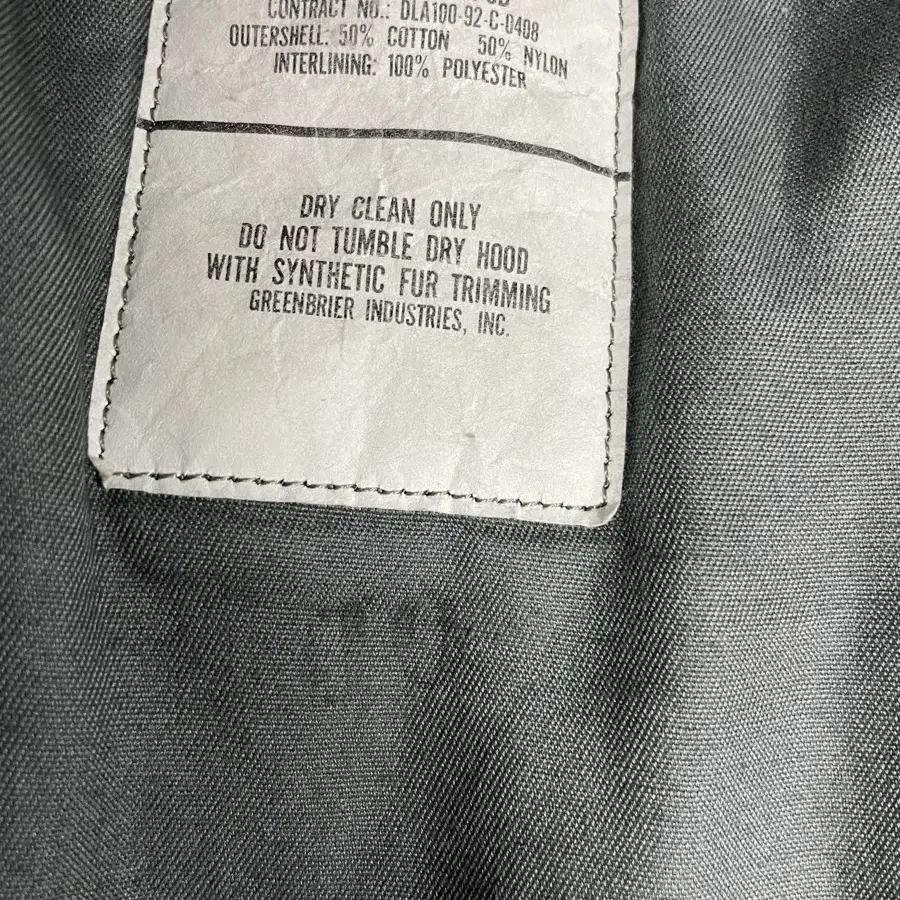 CONTRACT NO.: DLA100-92-C-0408
OUTERSHELL: 50% COTTON 50% NYLON
INTERLINING: 100% POLYESTER
DRY CLEAN ONLY
DO NOT TUMBLE DRY HOOD
WITH SYNTHETIC FUR TRIMMING
GREENBRIER INDUSTRIES, INC.